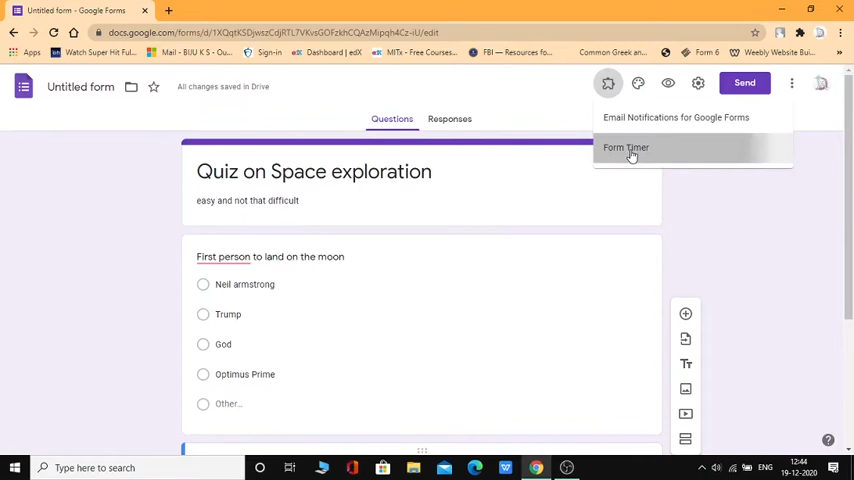 Untitled form - Google Forms
docs.google.com/forms/d/1XQqtKSDjwszCdjRTL7VKvsofoehkCQAzMipqh4Cz-iU/edit
Apps
Watch Super Hit Ful...
Mail - BIJU K S - Ou...
Sign-in
Dashboard | edX
MITx - Free Courses...
FBI — Resources fo...
Common Greek an...
Form 6
Weebly Website Bui...
Untitled form
All changes saved in Drive
Send
Questions
Responses
Email Notifications for Google Forms
Form Timer
Quiz on Space exploration
easy and not that difficult
First person to land on the moon
Neil armstrong
Trump
God
Optimus Prime
Other...
Type here to search
ENG
12:44
19-12-2020